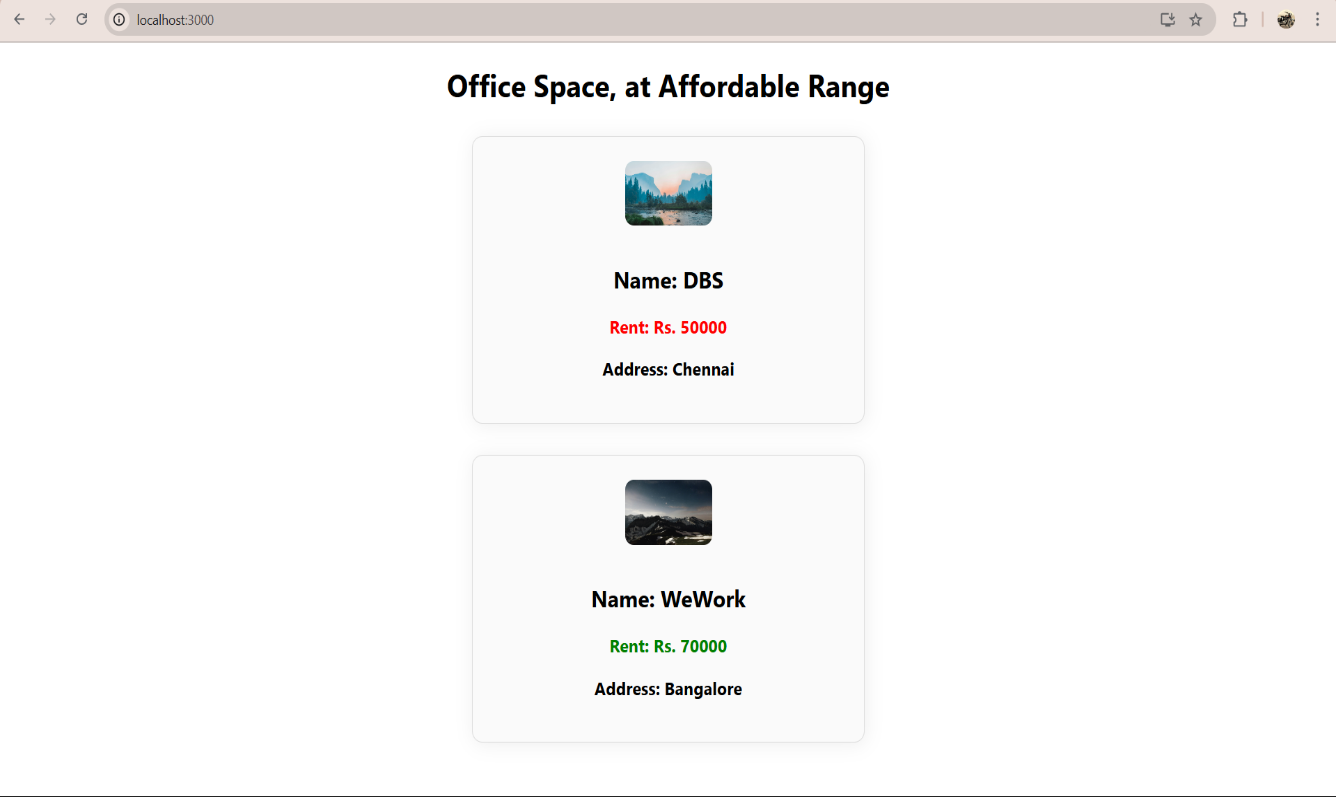 localhost:3000
Office Space, at Affordable Range
Name: DBS
Rent: Rs. 50000
Address: Chennai
Name: WeWork
Rent: Rs. 70000
Address: Bangalore